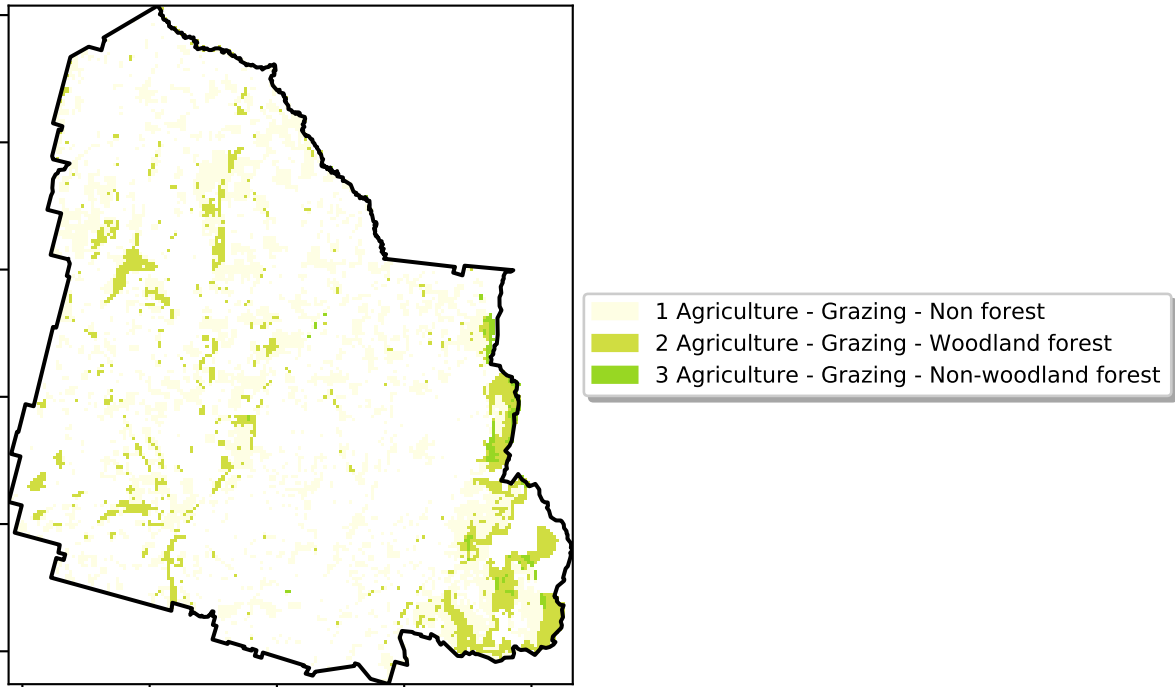 1 Agriculture - Grazing - Non forest
2 Agriculture - Grazing - Woodland forest
3 Agriculture - Grazing - Non-woodland forest